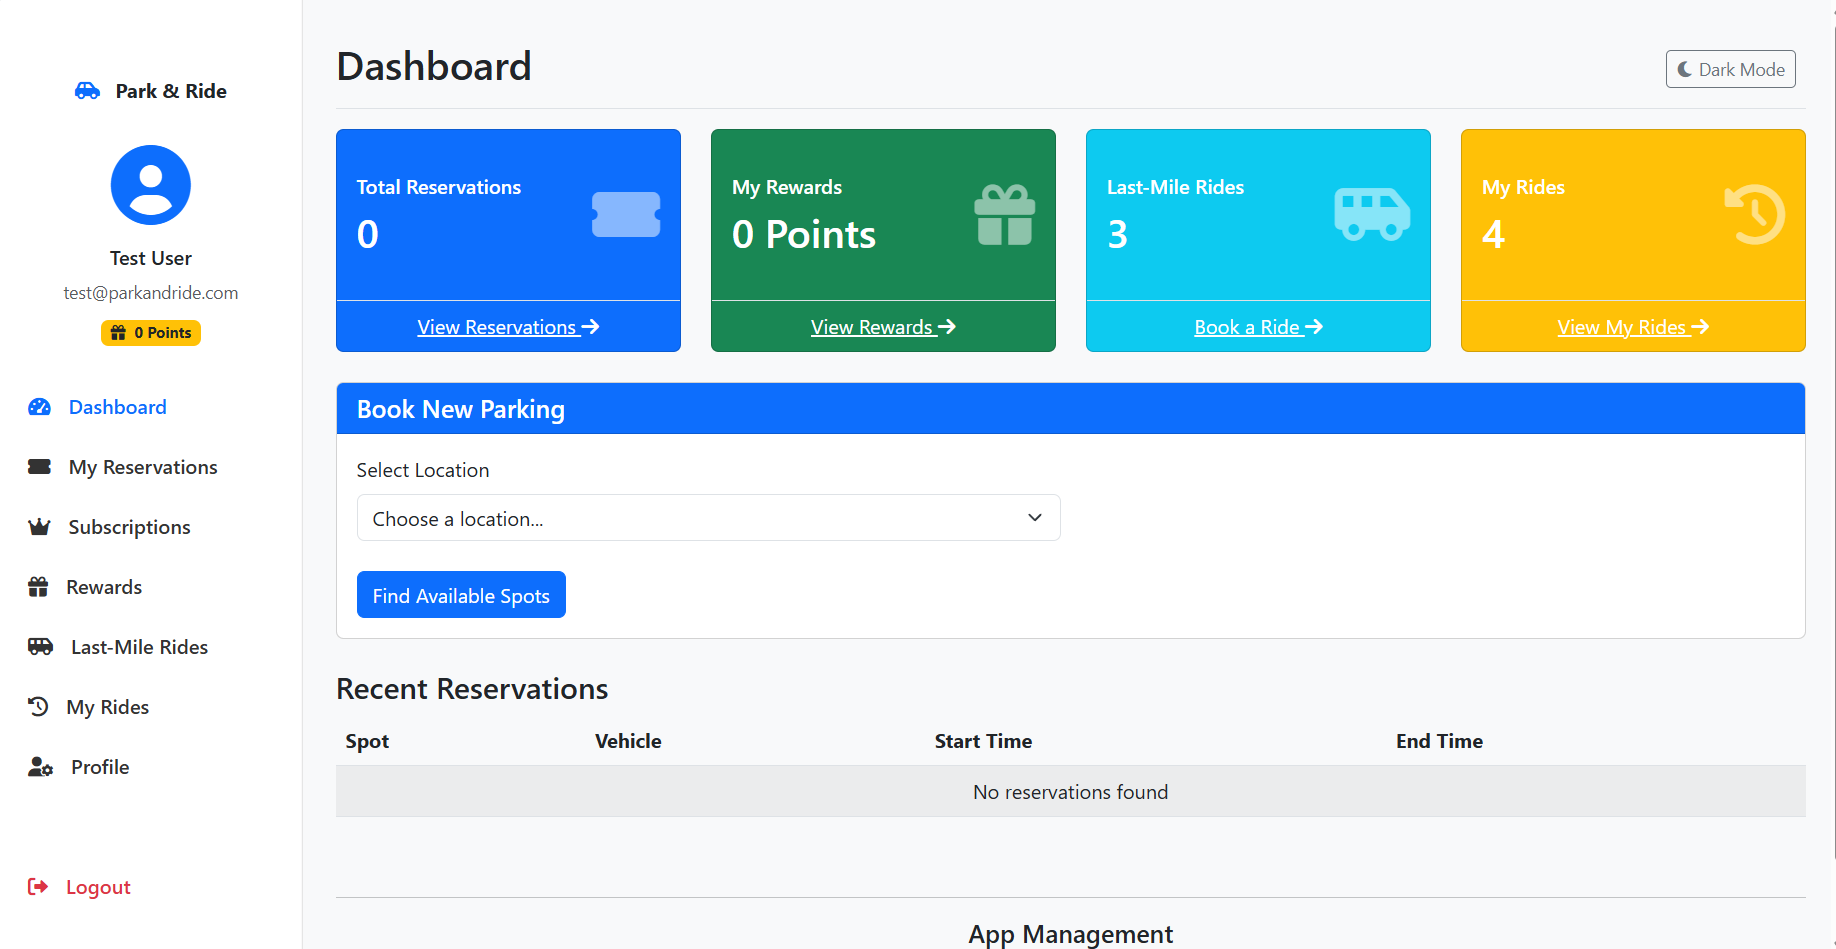 Park & Ride
Test User
test@parkandride.com
0 Points
Dashboard
My Reservations
Subscriptions
Rewards
Last-Mile Rides
My Rides
Profile
Logout
Dashboard
Dark Mode
Total Reservations
0
View Reservations
My Rewards
0 Points
View Rewards
Last-Mile Rides
3
Book a Ride
My Rides
4
View My Rides
Book New Parking
Select Location
Choose a location...
Find Available Spots
Recent Reservations
Spot Vehicle Start Time End Time
No reservations found
App Management